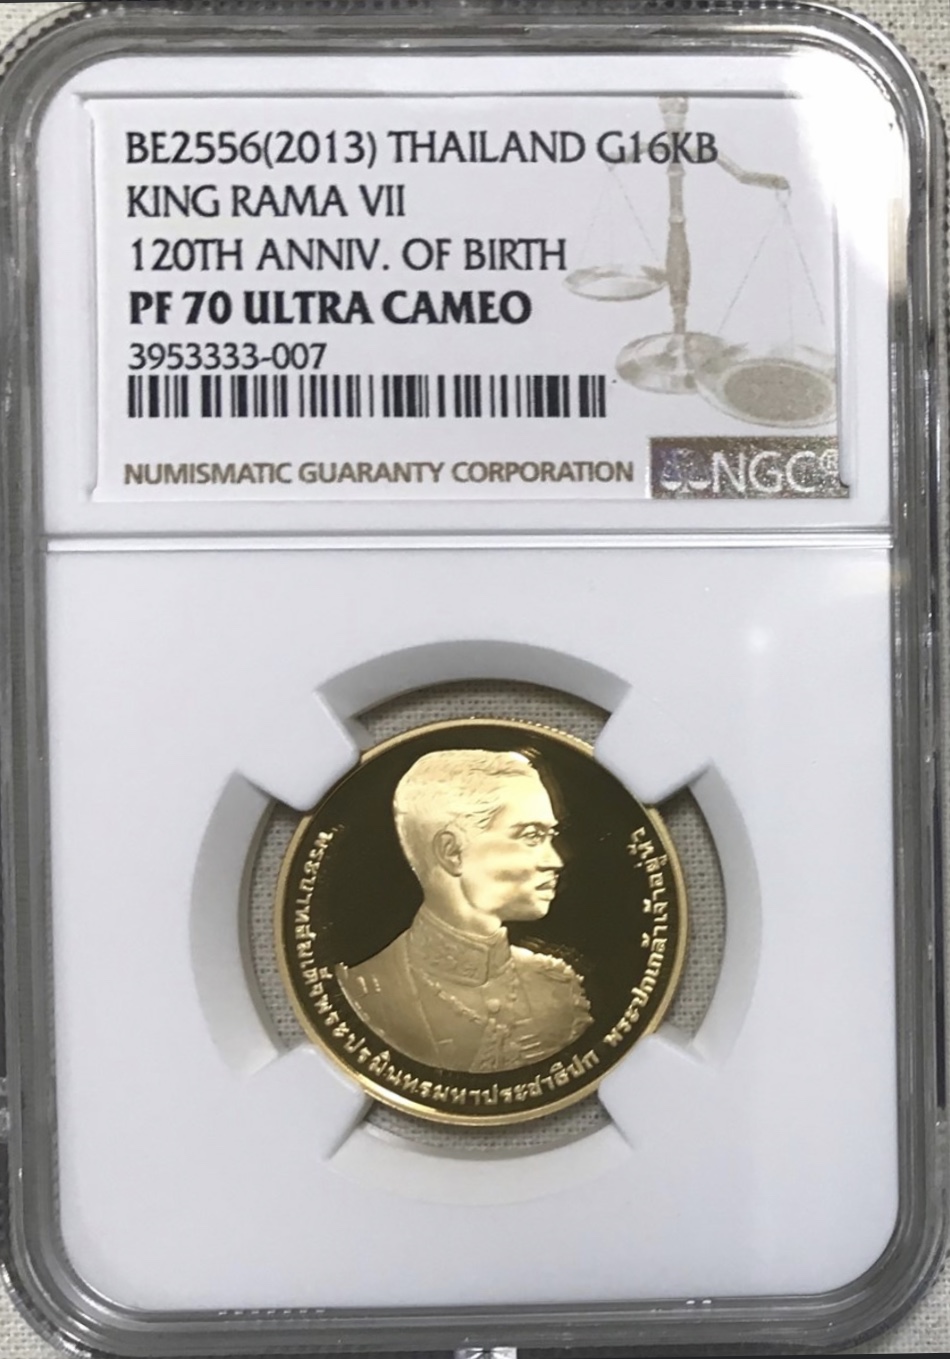 BE2556(2013) THAILAND G16KB
KING RAMA VII
120TH ANNIV. OF BIRTH
PF 70 ULTRA CAMEO
3953333-007
NUMISMATIC GUARANTY CORPORATION
NGC®
พระบาทสมเด็จพระปรมินทรมหาประชาธิปก พระปกเกล้าเจ้าอยู่หัว